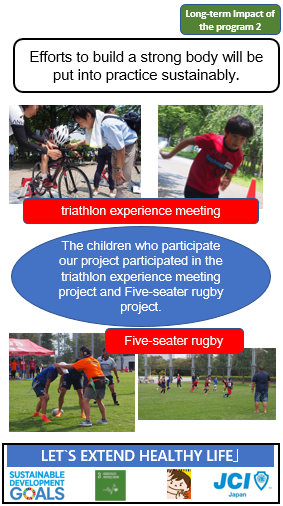 Long-term Impact of
the program 2
Efforts to build a strong body will be
put into practice sustainably.
triathlon experience meeting
The children who participate
our project participated in the
triathlon experience meeting
project and Five-seater rugby
project.
Five-seater rugby
LET`S EXTEND HEALTHY LIFE」
SUSTAINABLE
DEVELOPMENT
GOALS
JCI
Japan